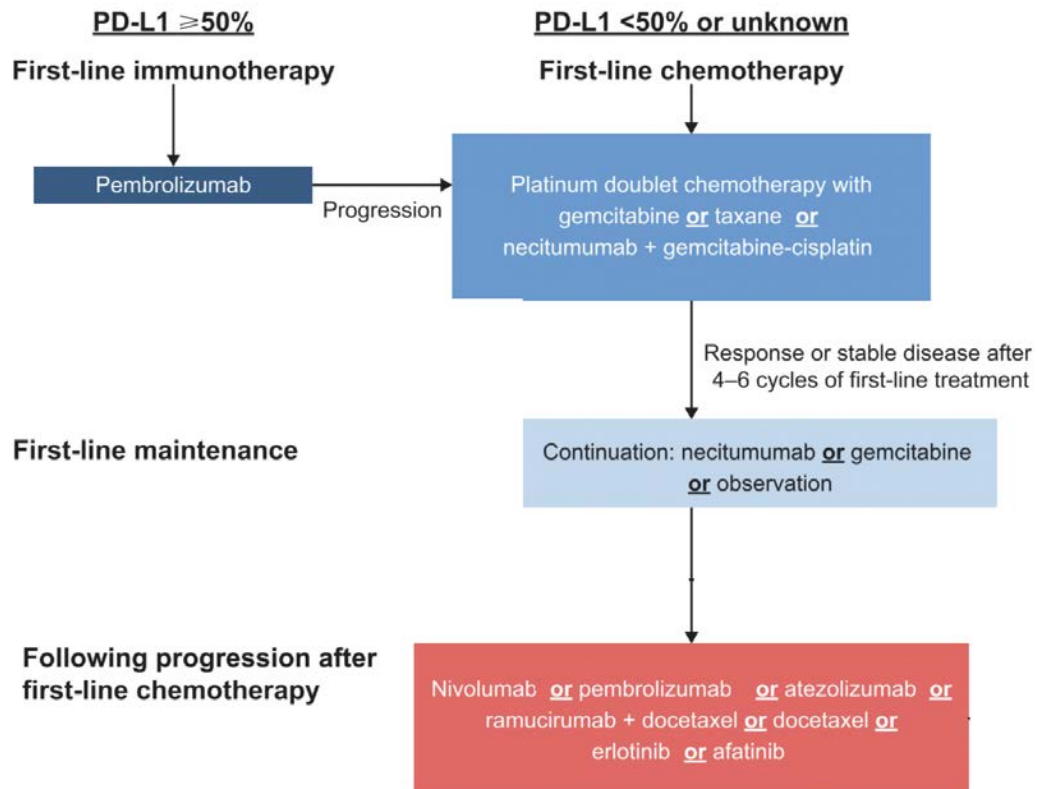 PD-L1 ≥50%
First-line immunotherapy
Pembrolizumab
Progression
PD-L1 <50% or unknown
First-line chemotherapy
Platinum doublet chemotherapy with
gemcitabine or taxane or
necitumumab + gemcitabine-cisplatin
Response or stable disease after
4–6 cycles of first-line treatment
First-line maintenance
Continuation: necitumumab or gemcitabine
or observation
Following progression after
first-line chemotherapy
Nivolumab or pembrolizumab or atezolizumab or
ramucirumab + docetaxel or docetaxel or
erlotinib or afatinib